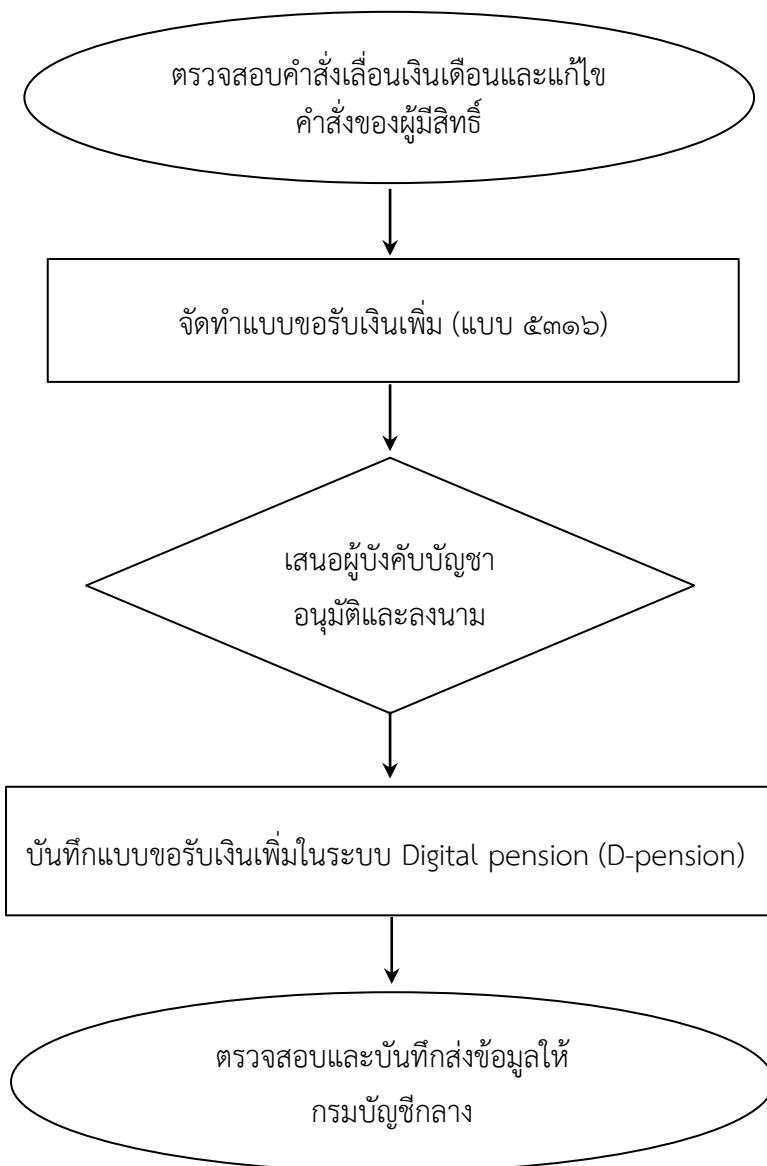 ตรวจสอบคำสั่งเลื่อนเงินเดือนและแก้ไข
คำสั่งของผู้มีสิทธิ์
จัดทำแบบขอรับเงินเพิ่ม (แบบ ๕๓๑๖)
เสนอผู้บังคับบัญชา
อนุมัติและลงนาม
บันทึกแบบขอรับเงินเพิ่มในระบบ Digital pension (D-pension)
ตรวจสอบและบันทึกส่งข้อมูลให้
กรมบัญชีกลาง